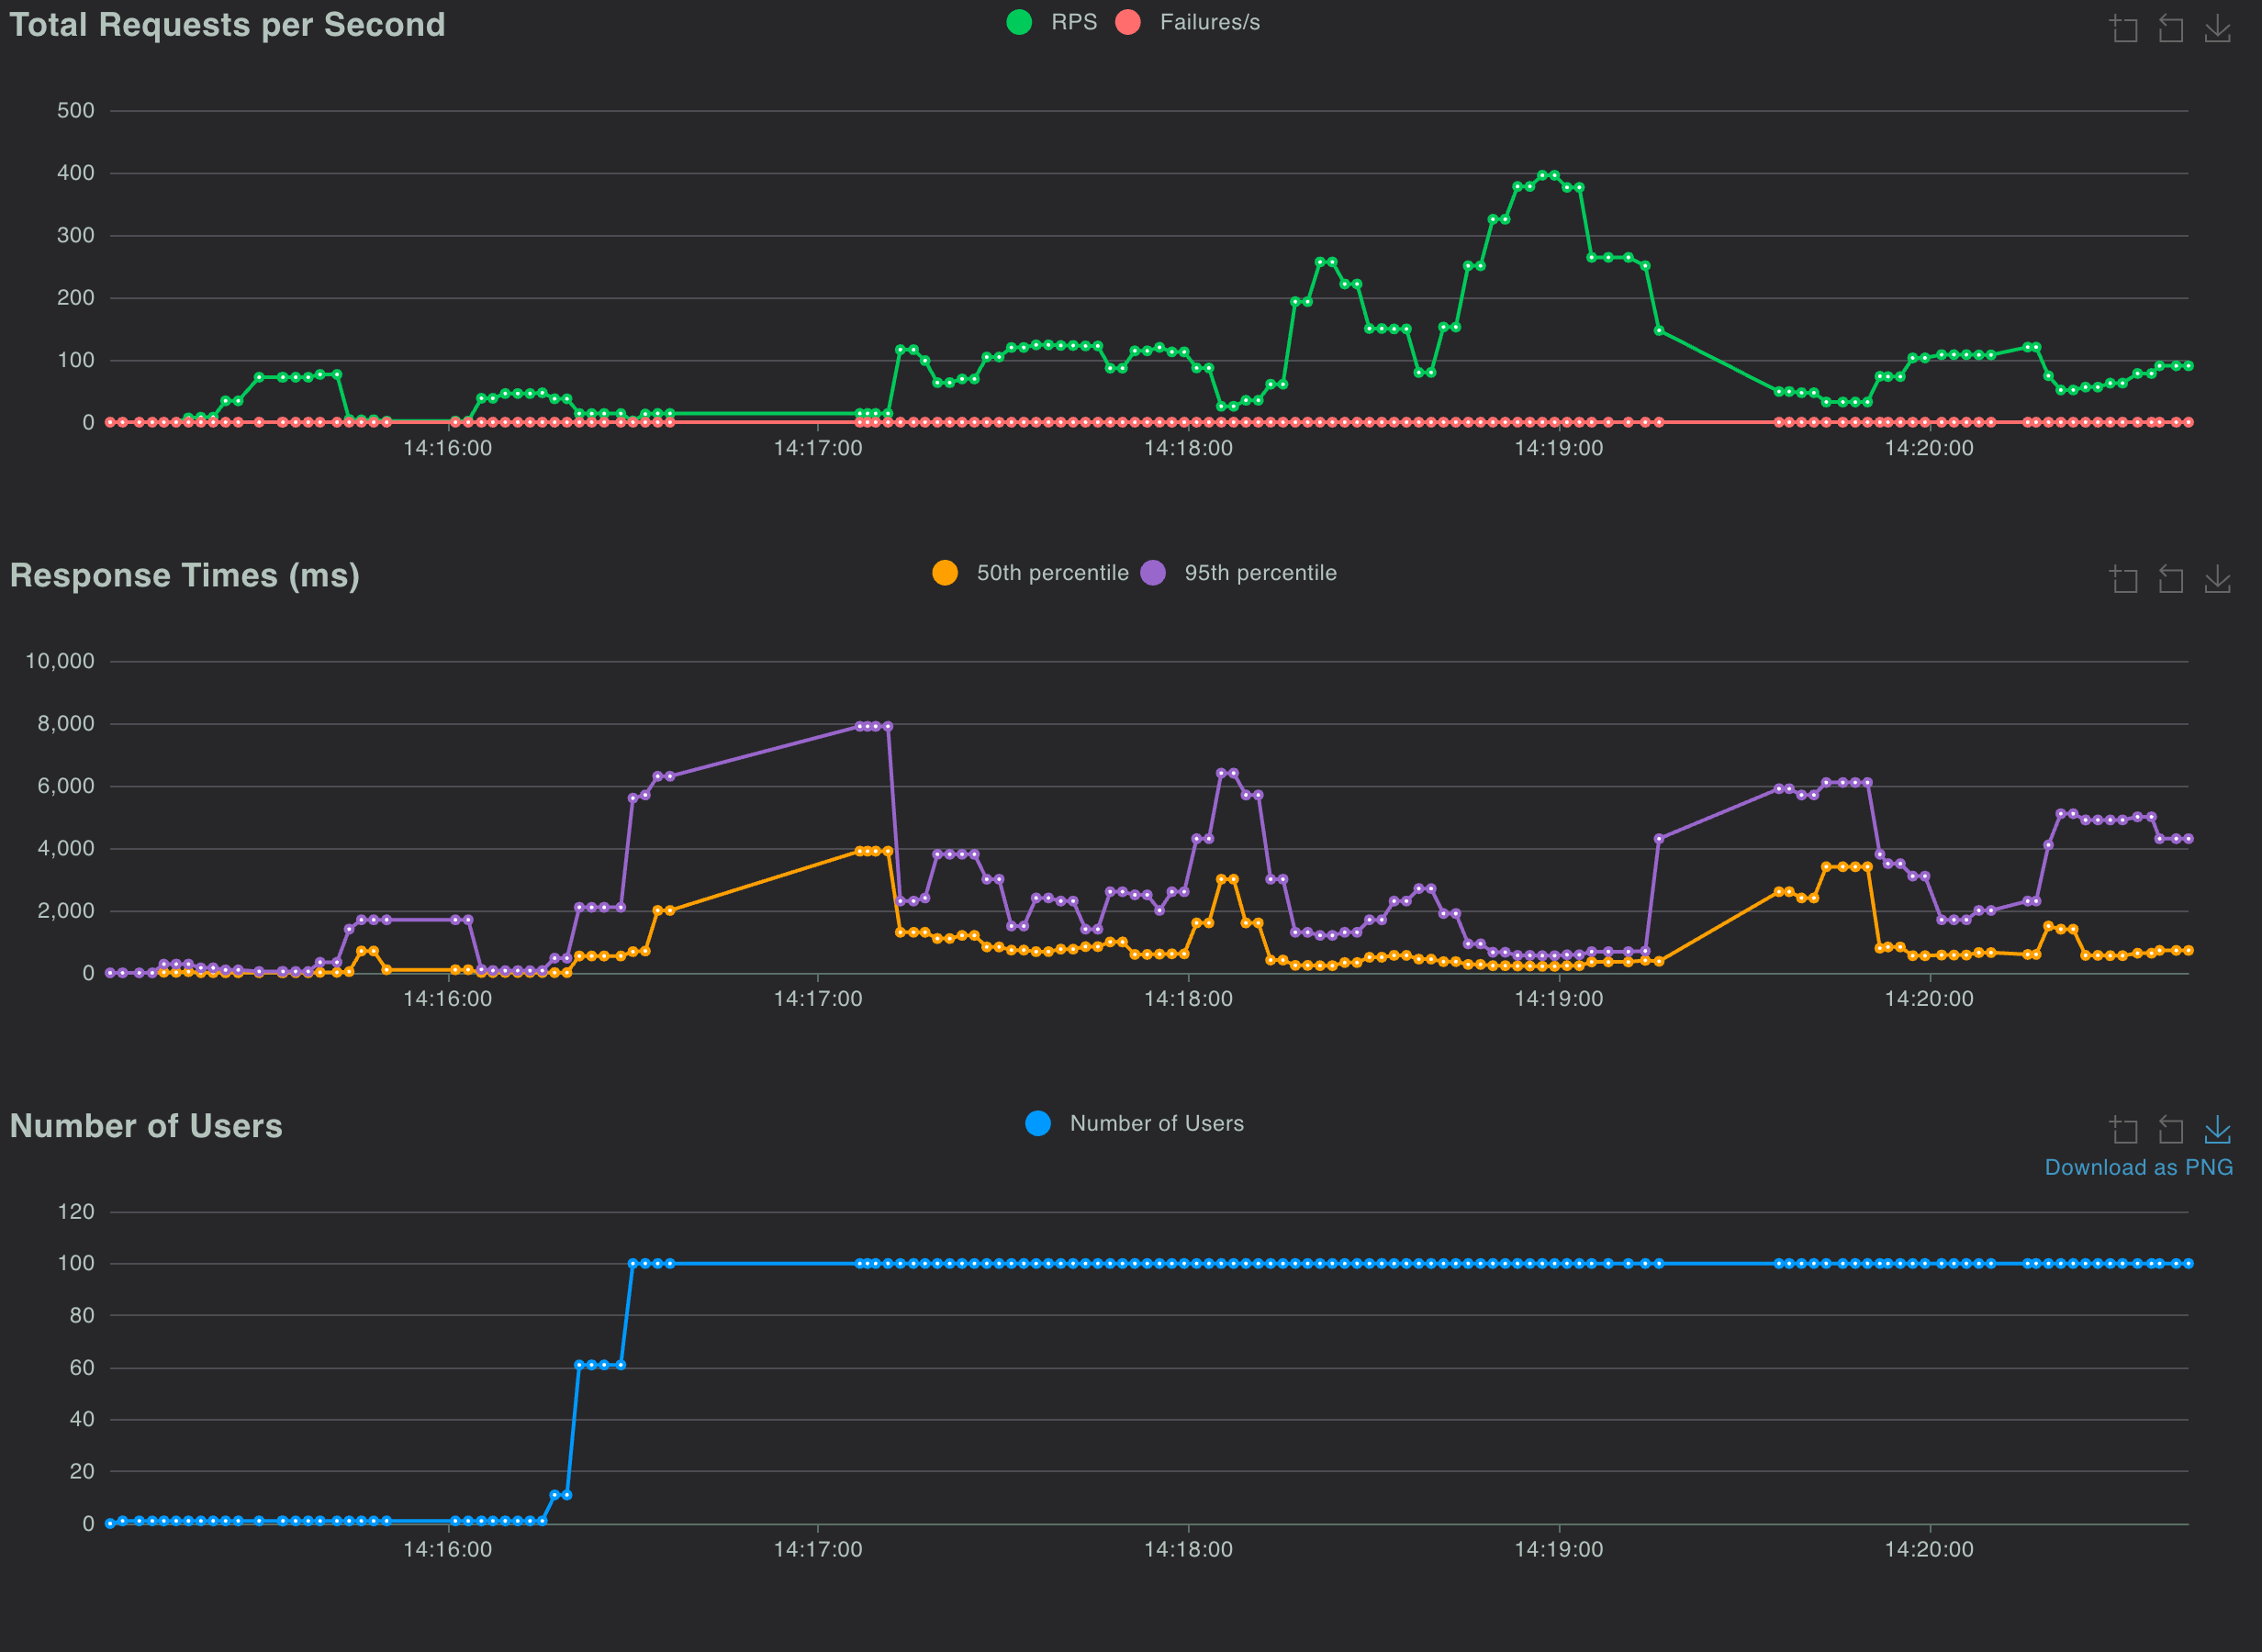 Total Requests per Second
RPS Failures/s
500
400
300
200
100
0
14:16:00 14:17:00 14:18:00 14:19:00 14:20:00
Response Times (ms)
50th percentile 95th percentile
10,000
8,000
6,000
4,000
2,000
0
14:16:00 14:17:00 14:18:00 14:19:00 14:20:00
Number of Users
Number of Users
Download as PNG
120
100
80
60
40
20
0
14:16:00 14:17:00 14:18:00 14:19:00 14:20:00